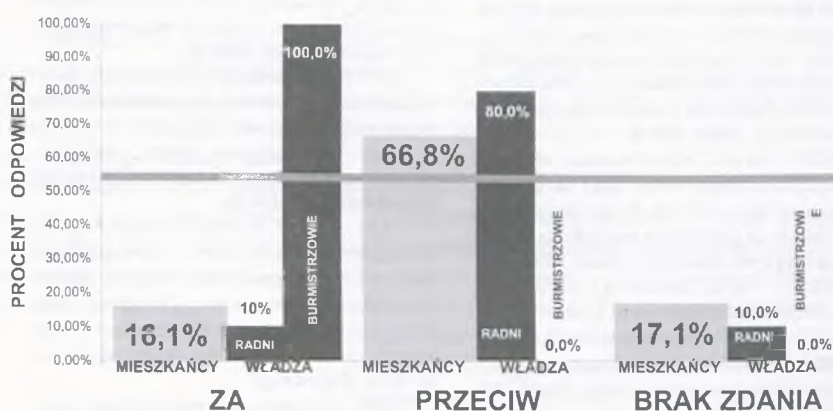 PROCENT ODPOWIEDZI
100,00%
90,00%
80,00%
70,00%
60,00%
50,00%
40,00%
30,00%
20,00%
10,00%
0,00%
16,1%
10%
RADNI
100,0%
BURMISTRZOWIE
66,8%
80,0%
RADNI
BURMISTRZOWIE
0,0%
17,1%
10,0%
RADNI
BURMISTRZOWI
E
0.0%
MIESZKAŃCY WŁADZA MIESZKAŃCY WŁADZA MIESZKAŃCY WŁADZA
ZA PRZECIW BRAK ZDANIA